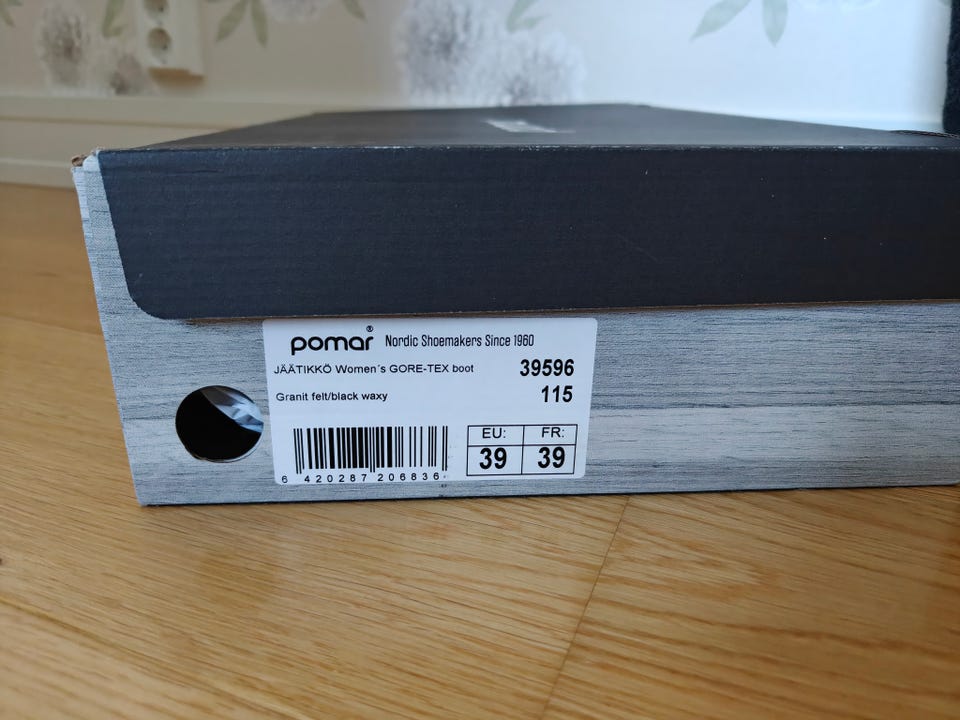 pomar® Nordic Shoemakers Since 1960
JÄÄTIKKÖ Women´s GORE-TEX boot 39596
Granit felt/black waxy 115
EU: FR:
39 39
6 420287 206836